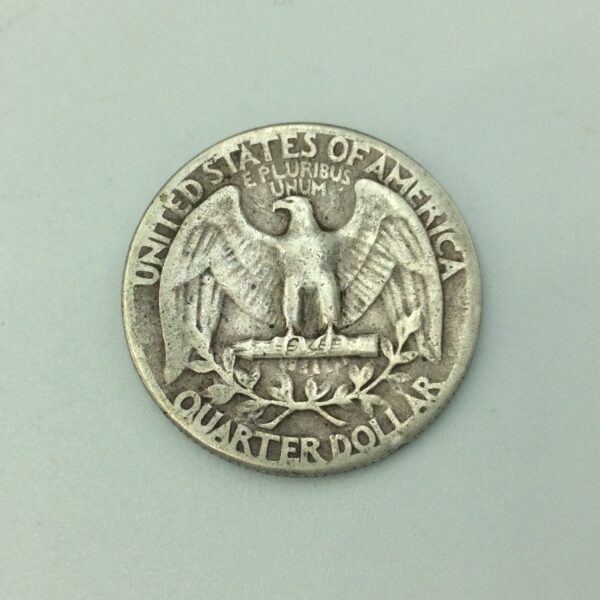 UNITED STATES OF AMERICA
E PLURIBUS
UNUM
QUARTER DOLLAR